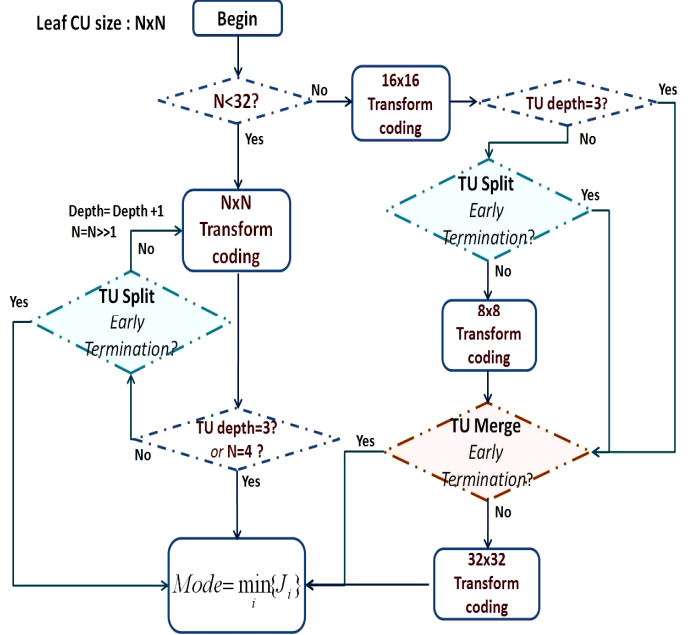 Leaf CU size : NxN
Begin
N<32?
No
Yes
16x16
Transform
coding
TU depth=3?
Yes
No
TU Split
Early
Termination?
Yes
No
Depth= Depth +1
N=N>>1
No
NxN
Transform
coding
Yes
TU Split
Early
Termination?
8x8
Transform
coding
No
TU depth=3?
or N=4 ?
Yes
Yes
TU Merge
Early
Termination?
No
Mode= min{Ji}
i
32x32
Transform
coding